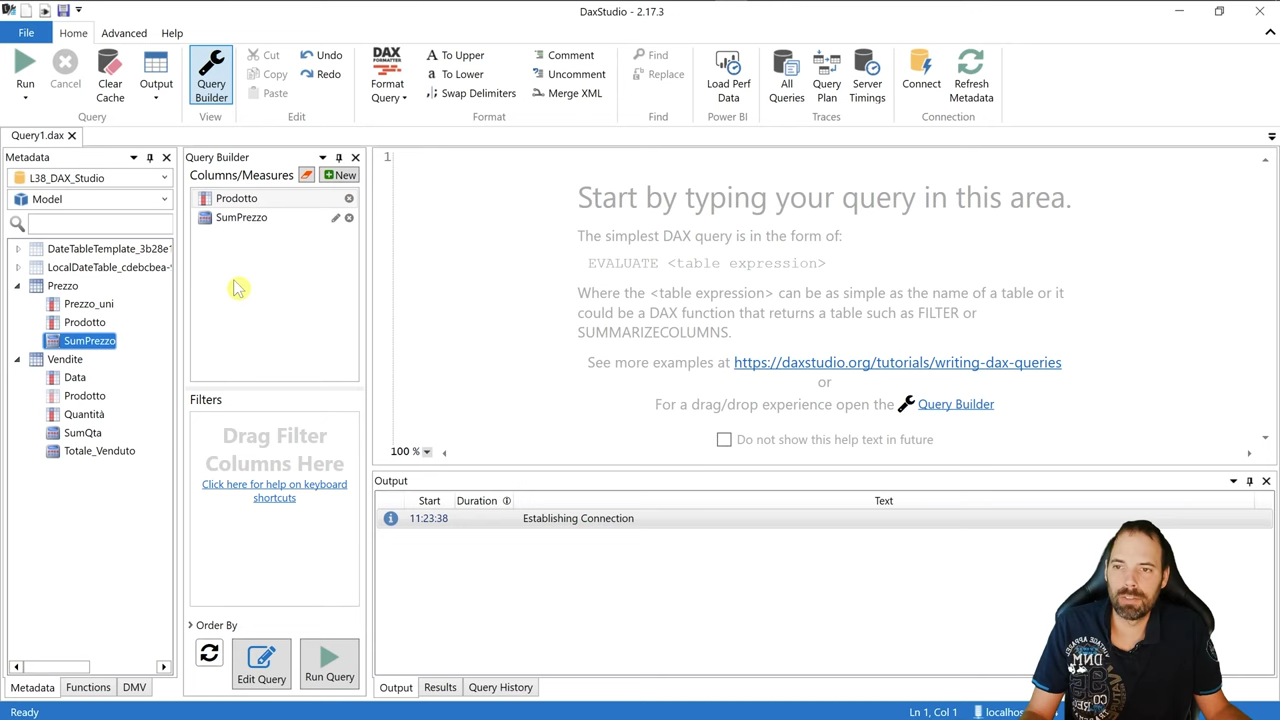 DaxStudio - 2.17.3
File Home Advanced Help
Run
Cancel
Clear Cache
Output
Query Builder
Cut
Copy
Paste
Undo
Redo
DAX FORMATTER
Format Query
To Upper
To Lower
Swap Delimiters
Comment
Uncomment
Merge XML
Find
Replace
Load Perf Data
All Queries
Query Plan
Server Timings
Connect
Refresh Metadata
Query View Edit Format Find Power BI Traces Connection
Query1.dax
Metadata
L38_DAX_Studio
Model
DateTableTemplate_3b28e1
LocalDateTable_cdebcbea-
Prezzo
Prezzo_uni
Prodotto
SumPrezzo
Vendite
Data
Prodotto
Quantità
SumQta
Totale_Venduto
Metadata Functions DMV
Query Builder
Columns/Measures New
Prodotto
SumPrezzo
Filters
Drag Filter
Columns Here
Click here for help on keyboard
shortcuts
Order By
Edit Query
Run Query
1
Start by typing your query in this area.
The simplest DAX query is in the form of:
EVALUATE <table expression>
Where the <table expression> can be as simple as the name of a table or it
could be a DAX function that returns a table such as FILTER or
SUMMARIZECOLUMNS.
See more examples at https://daxstudio.org/tutorials/writing-dax-queries
or
For a drag/drop experience open the Query Builder
Do not show this help text in future
100 %
Output
Start Duration Text
11:23:38 Establishing Connection
Output Results Query History
Ready
Ln 1, Col 1
DNM